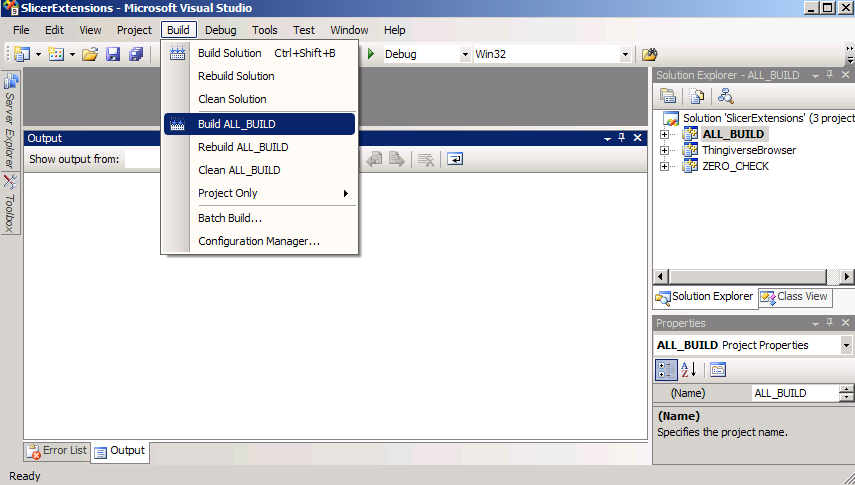 SlicerExtensions - Microsoft Visual Studio
File Edit View Project Build Debug Tools Test Window Help
Debug Win32
Build Solution Ctrl+Shift+B
Rebuild Solution
Clean Solution
Build ALL_BUILD
Rebuild ALL_BUILD
Clean ALL_BUILD
Project Only
Batch Build...
Configuration Manager...
Server Explorer
Toolbox
Output
Show output from:
Error List Output
Solution Explorer - ALL_BUILD
Solution 'SlicerExtensions' (3 project
ALL_BUILD
ThingiverseBrowser
ZERO_CHECK
Solution Explorer Class View
Properties
ALL_BUILD Project Properties
(Name) ALL_BUILD
(Name)
Specifies the project name.
Ready